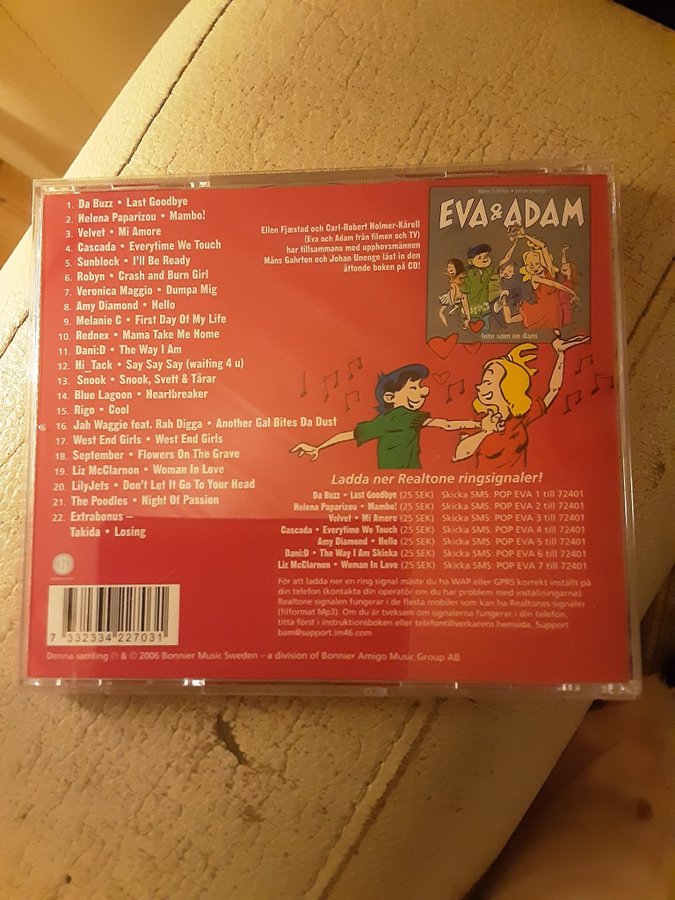 1. Da Buzz • Last Goodbye
2. Helena Paparizou • Mambo!
3. Velvet • Mi Amore
4. Cascada • Everytime We Touch
5. Sunblock • I'll Be Ready
6. Robyn • Crash and Burn Girl
7. Veronica Maggio • Dumpa Mig
8. Amy Diamond • Hello
9. Melanie C • First Day Of My Life
10. Rednex • Mama Take Me Home
11. Dani:D • The Way I Am
12. Hi_Tack • Say Say Say (waiting 4 u)
13. Snook • Snook, Svett & Tårar
14. Blue Lagoon • Heartbreaker
15. Rigo • Cool
16. Jah Waggie feat. Rah Digga • Another Gal Bites Da Dust
17. West End Girls • West End Girls
18. September • Flowers On The Grave
19. Liz McClarnon • Woman In Love
20. LilyJets • Don't Let It Go To Your Head
21. The Poodles • Night Of Passion
22. Extrabonus –
Takida • Losing
Ellen Fjæstad och Carl-Robert Holmer-Kårell
(Eva och Adam från filmen och TV)
har tillsammans med upphovsmännen
Måns Gahrton och Johan Unenge läst in den
åttonde boken på CD!
Måns Gahrton • Johan Unenge
EVA & ADAM
Inte som en dans
Ladda ner Realtone ringsignaler!
Da Buzz • Last Goodbye (25 SEK) Skicka SMS: POP EVA 1 till 72401
Helena Paparizou • Mambo! (25 SEK) Skicka SMS: POP EVA 2 till 72401
Velvet • Mi Amore (25 SEK) Skicka SMS: POP EVA 3 till 72401
Cascada • Everytime We Touch (25 SEK) Skicka SMS: POP EVA 4 till 72401
Amy Diamond • Hello (25 SEK) Skicka SMS: POP EVA 5 till 72401
Dani:D • The Way I Am Skicka (25 SEK) Skicka SMS: POP EVA 6 till 72401
Liz McClarnon • Woman In Love (25 SEK) Skicka SMS: POP EVA 7 till 72401
För att ladda ner en ring signal måste du ha WAP eller GPRS korrekt inställt på
din telefon (kontakta din operatör om du har problem med inställningarna).
Realtone signalen fungerar i de flesta mobiler som kan ha Realtones signaler
(filformat Mp3). Om du är tveksam om signalerna fungerar i din telefon,
titta först i instruktionsboken eller telefontillverkarens hemsida. Support
bam@support.im46.com
B
7 332334 227031
Denna samling ℗ & © 2006 Bonnier Music Sweden – a division of Bonnier Amigo Music Group AB